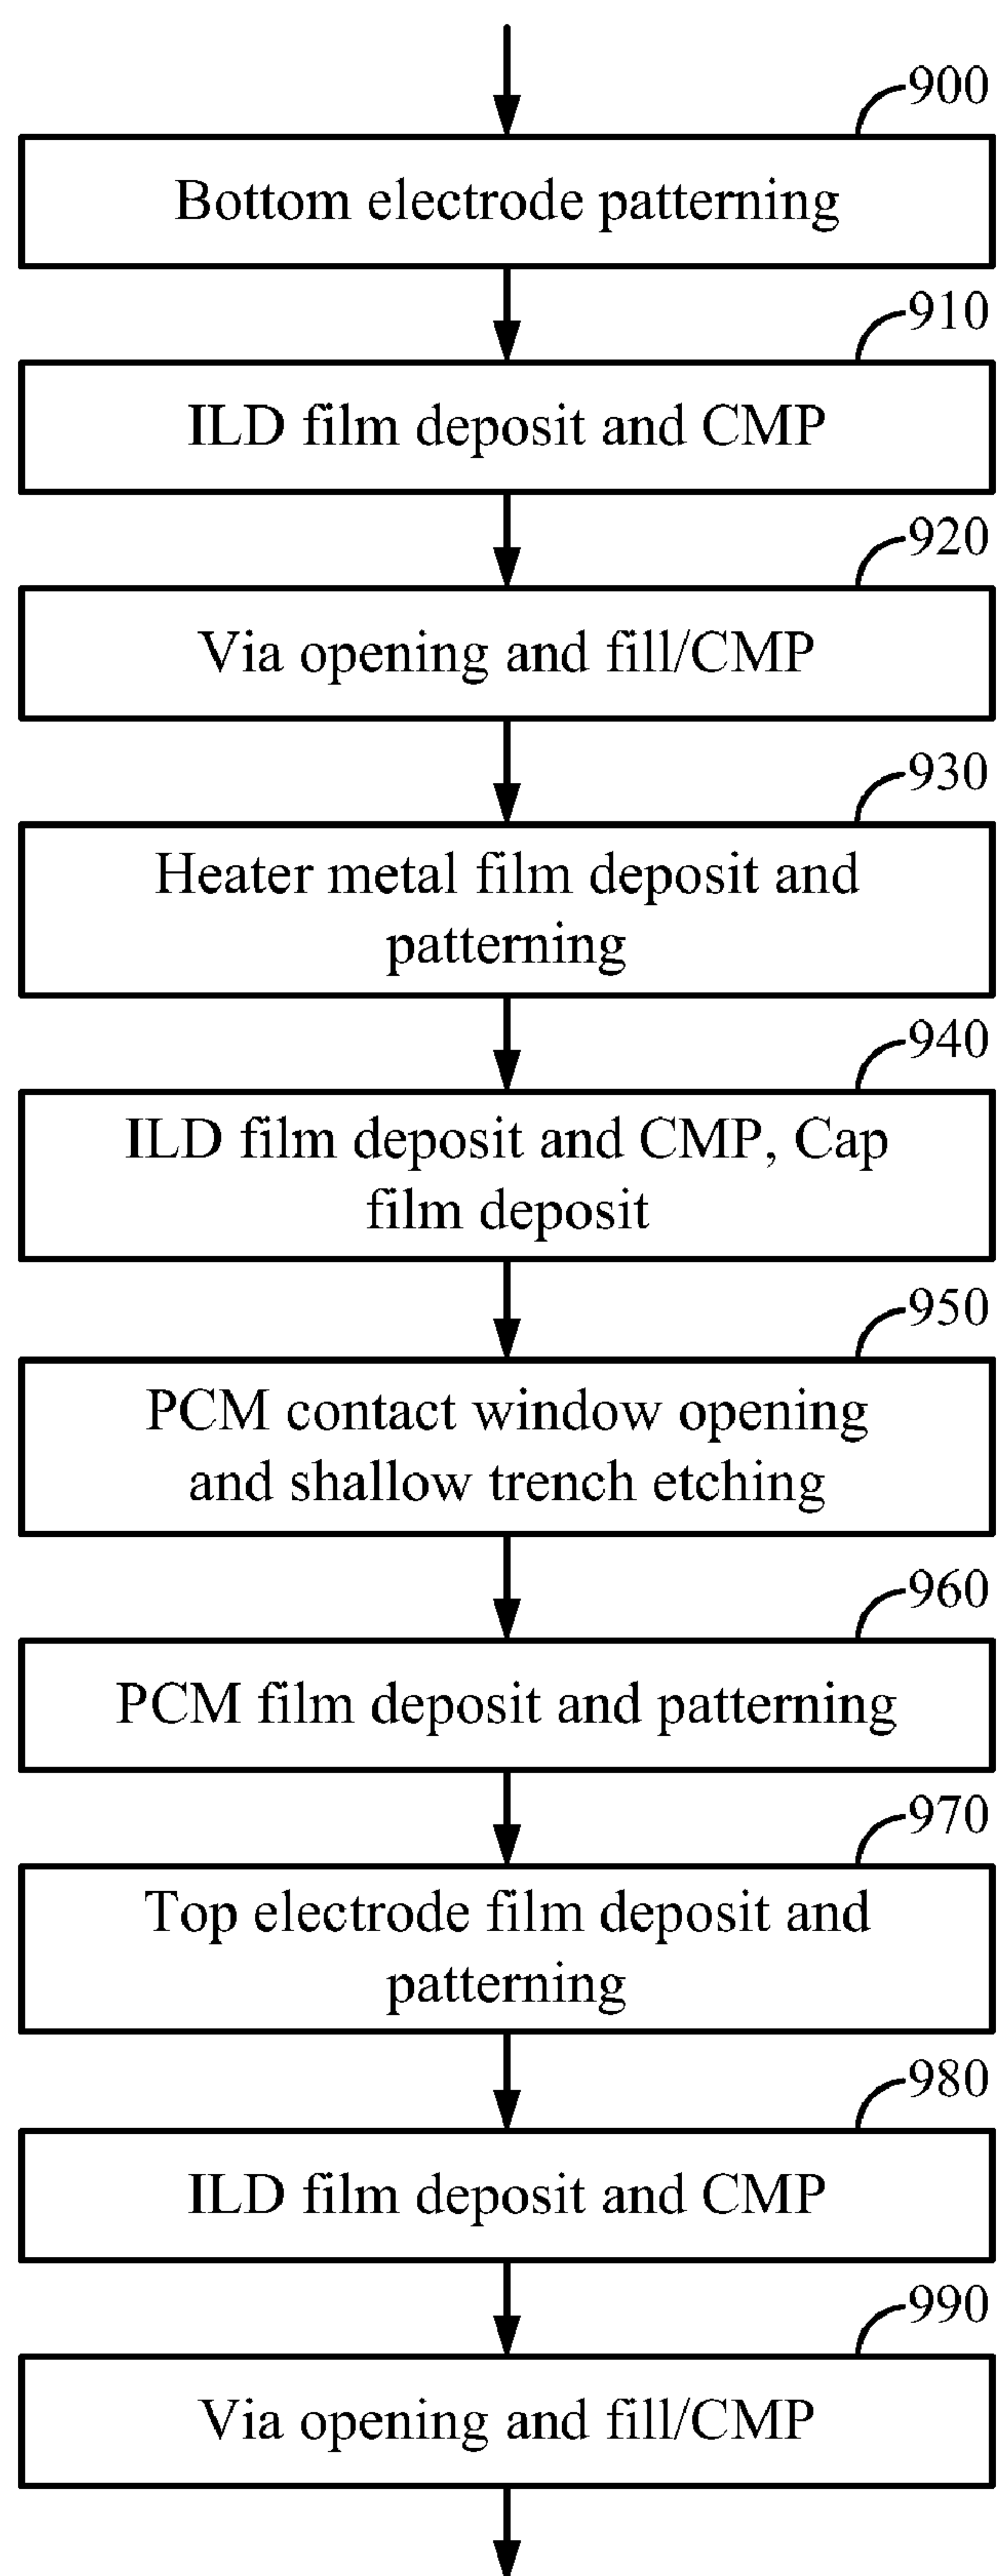 900
Bottom electrode patterning
910
ILD film deposit and CMP
920
Via opening and fill/CMP
930
Heater metal film deposit and
patterning
940
ILD film deposit and CMP, Cap
film deposit
950
PCM contact window opening
and shallow trench etching
960
PCM film deposit and patterning
970
Top electrode film deposit and
patterning
980
ILD film deposit and CMP
990
Via opening and fill/CMP